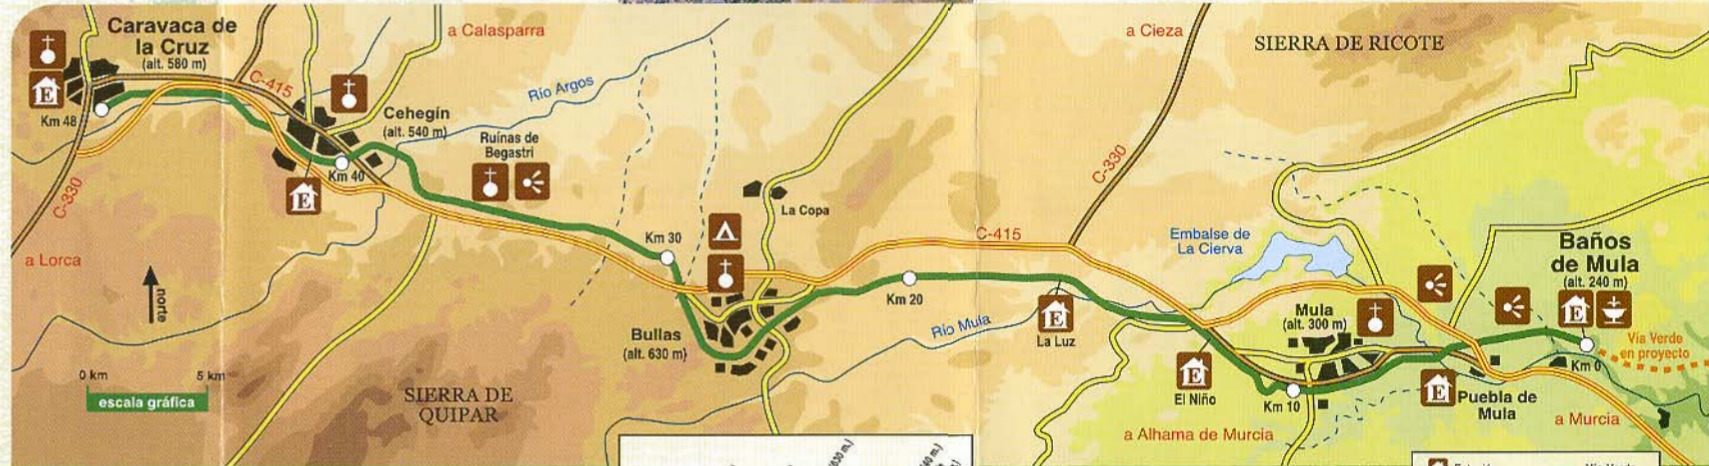 Caravaca de
la Cruz
(alt. 580 m)
E
Km 48
C-330
a Lorca
norte
0 km
5 km
escala gráfica
C-415
a Calasparra
Cehegín
(alt. 540 m)
Km 40
E
Río Argos
Ruínas de
Begastri
SIERRA DE
QUIPAR
Km 30
La Copa
Bullas
(alt. 630 m)
Km 20
C-415
Río Mula
a Cieza
C-330
SIERRA DE RICOTE
E
La Luz
Embalse de
La Cierva
E
El Niño
Mula
(alt. 300 m)
Km 10
a Alhama de Murcia
E
Puebla de
Mula
Baños
de Mula
(alt. 240 m)
E
Km 0
Vía Verde
en proyecto
a Murcia